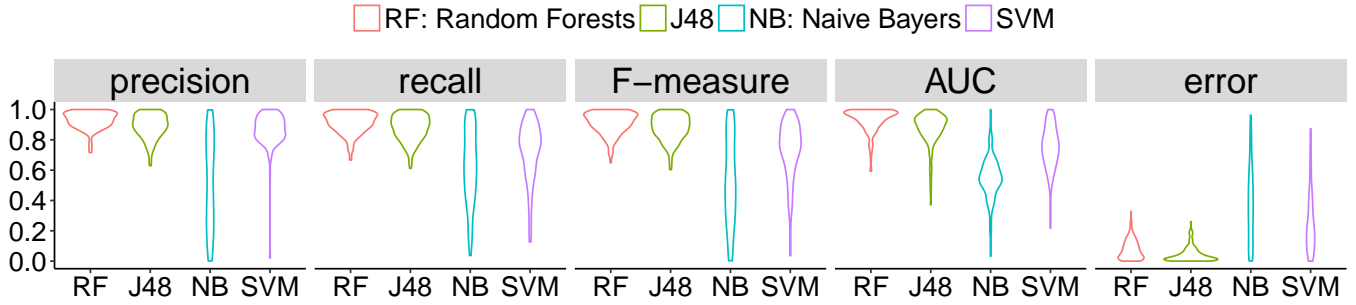 RF: Random Forests J48 NB: Naive Bayers SVM
precision recall F−measure AUC error
1.0
0.8
0.6
0.4
0.2
0.0
RF J48 NB SVM RF J48 NB SVM RF J48 NB SVM RF J48 NB SVM RF J48 NB SVM